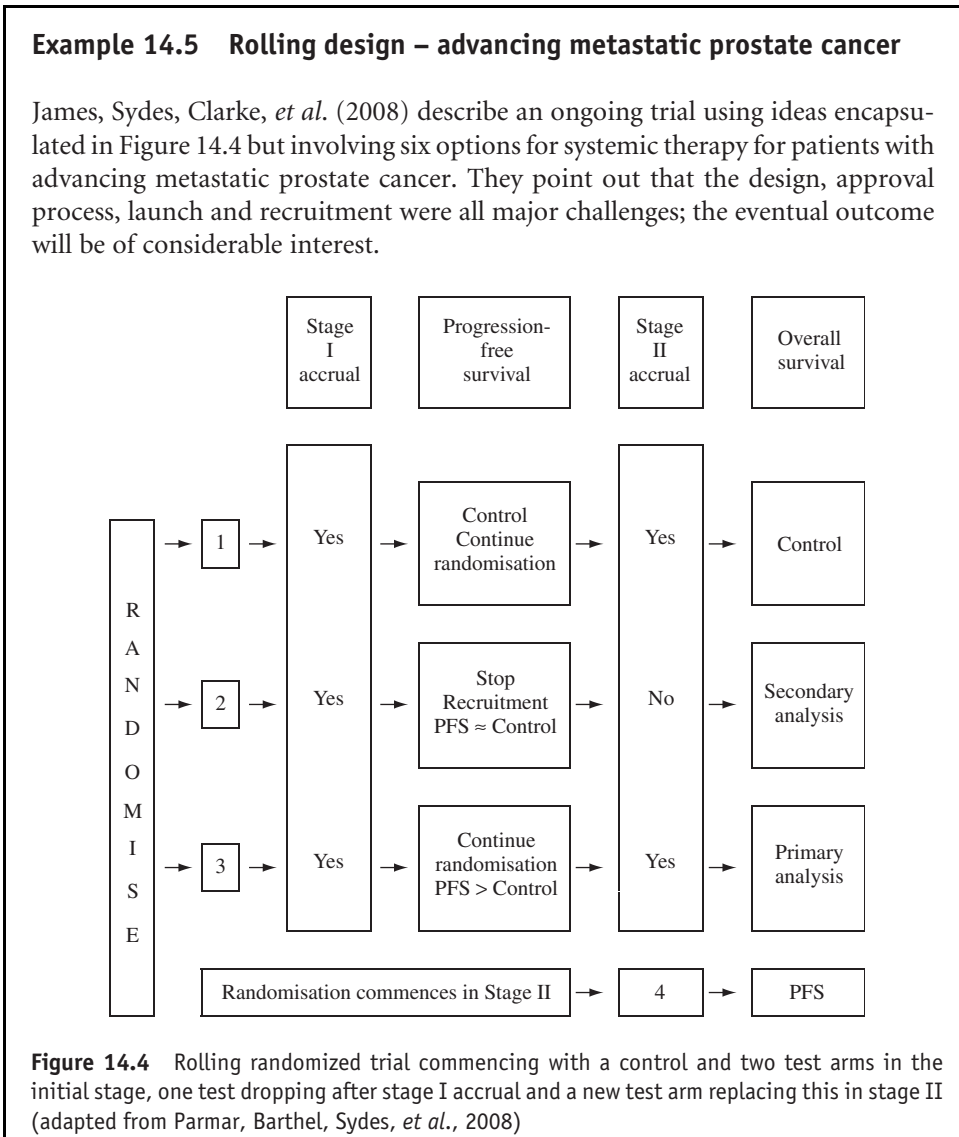 Example 14.5 Rolling design – advancing metastatic prostate cancer
James, Sydes, Clarke, et al. (2008) describe an ongoing trial using ideas encapsu-
lated in Figure 14.4 but involving six options for systemic therapy for patients with
advancing metastatic prostate cancer. They point out that the design, approval
process, launch and recruitment were all major challenges; the eventual outcome
will be of considerable interest.
Stage
I
accrual
Progression-
free
survival
Stage
II
accrual
Overall
survival
R
A
N
D
O
M
I
S
E
1
Yes
Control
Continue
randomisation
Yes
Control
2
Yes
Stop
Recruitment
PFS ≈ Control
No
Secondary
analysis
3
Yes
Continue
randomisation
PFS > Control
Yes
Primary
analysis
Randomisation commences in Stage II
4
PFS
Figure 14.4 Rolling randomized trial commencing with a control and two test arms in the
initial stage, one test dropping after stage I accrual and a new test arm replacing this in stage II
(adapted from Parmar, Barthel, Sydes, et al., 2008)